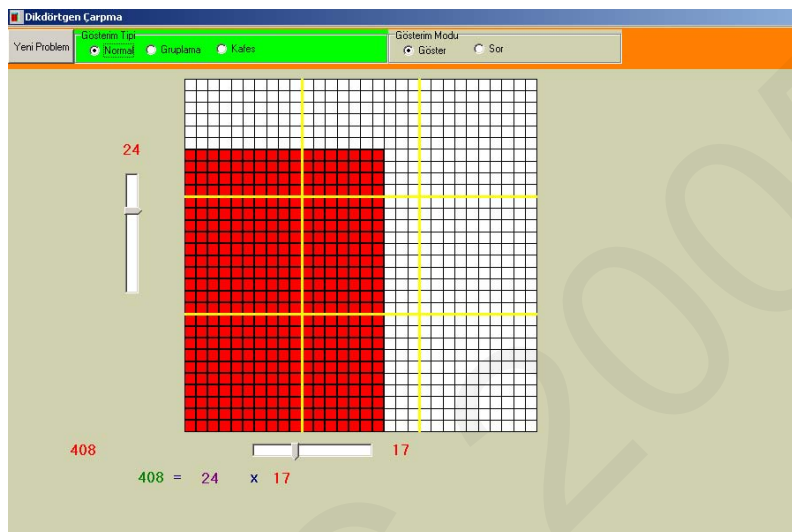 Dikdörtgen Çarpma
Gösterim Tipi Gösterim Modu
Yeni Problem Normal Gruplama Kafes Göster Sor
24
408 17
408 = 24 x 17